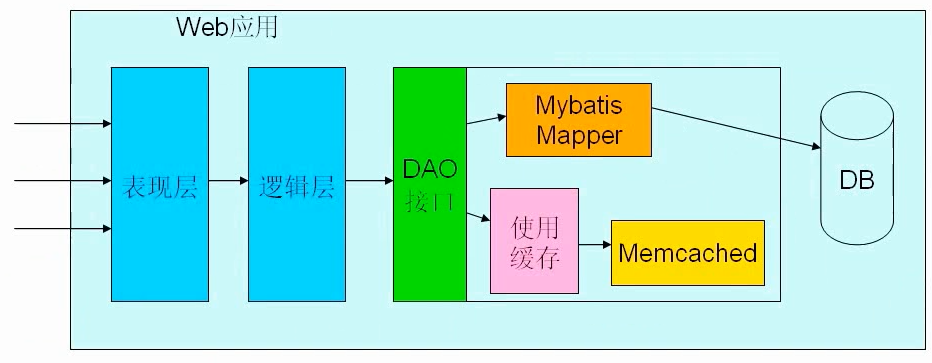 Web应用
表现层
逻辑层
DAO
接口
Mybatis
Mapper
使用
缓存
Memcached
DB